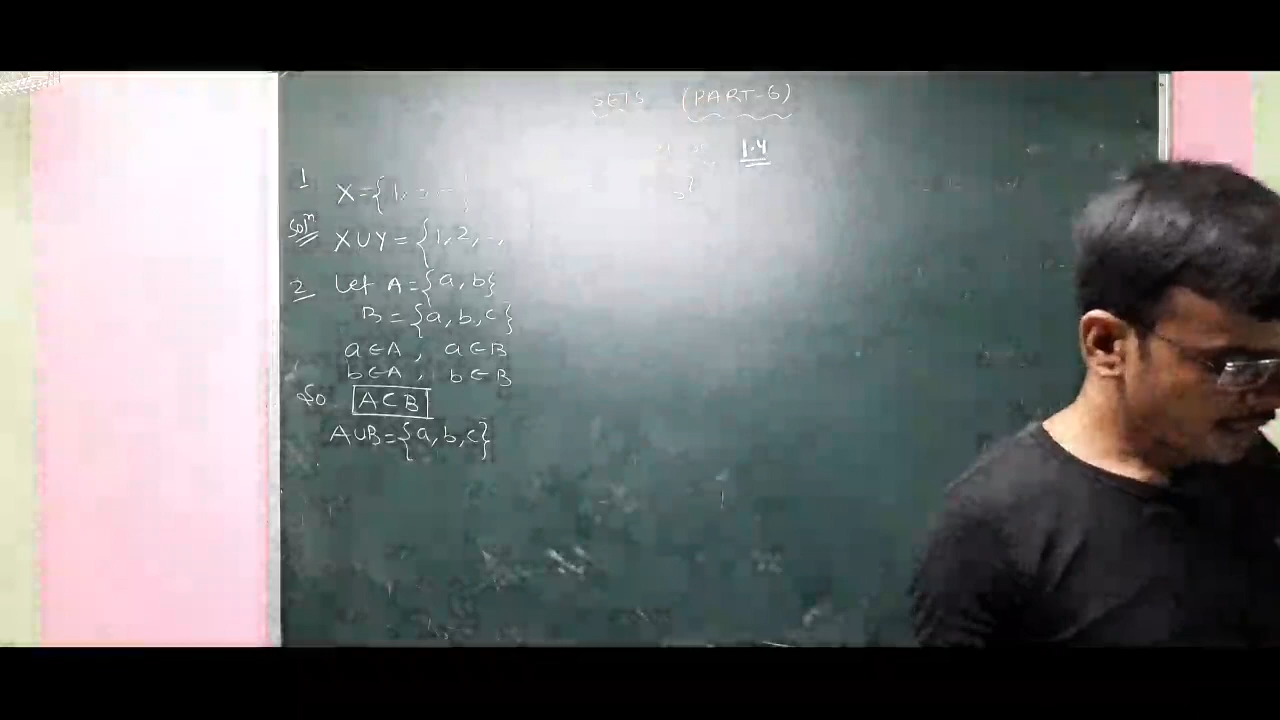 SETS (PART-6)
1.4
1 X={1,
Solⁿ X∪Y={1,2,
2 Let A={a,b}
B={a,b,c}
a∈A, a∈B
b∈A, b∈B
So A⊂B
A∪B={a,b,c}